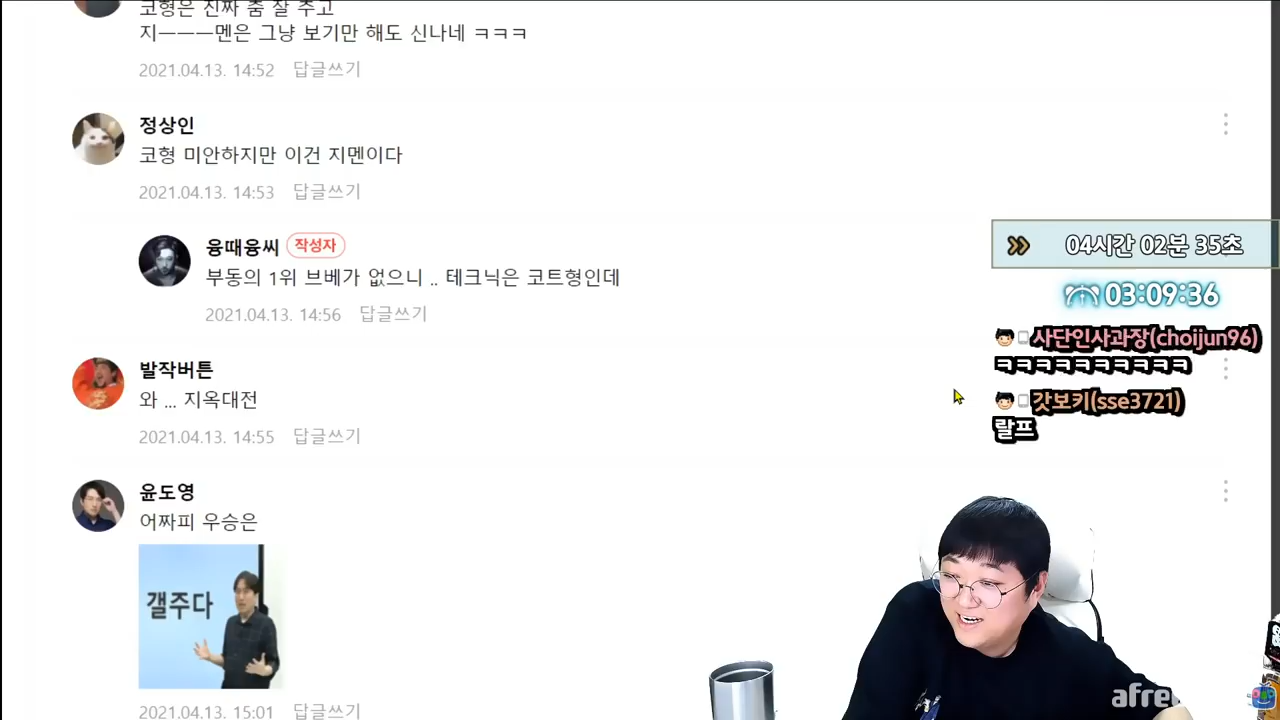 코형은 진짜 춤 잘 추고
지ㅡㅡㅡ멘은 그냥 보기만 해도 신나네 ㅋㅋㅋ
2021.04.13. 14:52 답글쓰기
정상인
코형 미안하지만 이건 지멘이다
2021.04.13. 14:53 답글쓰기
융때융씨 작성자
부동의 1위 브베가 없으니 .. 테크닉은 코트형인데
2021.04.13. 14:56 답글쓰기
발작버튼
와 ... 지옥대전
2021.04.13. 14:55 답글쓰기
윤도영
어짜피 우승은
갤주다
2021.04.13. 15:01 답글쓰기
04시간 02분 35초
03:09:36
사단인사과장(choijun96)
ㅋㅋㅋㅋㅋㅋㅋㅋㅋㅋ
갓보키(sse3721)
랄프